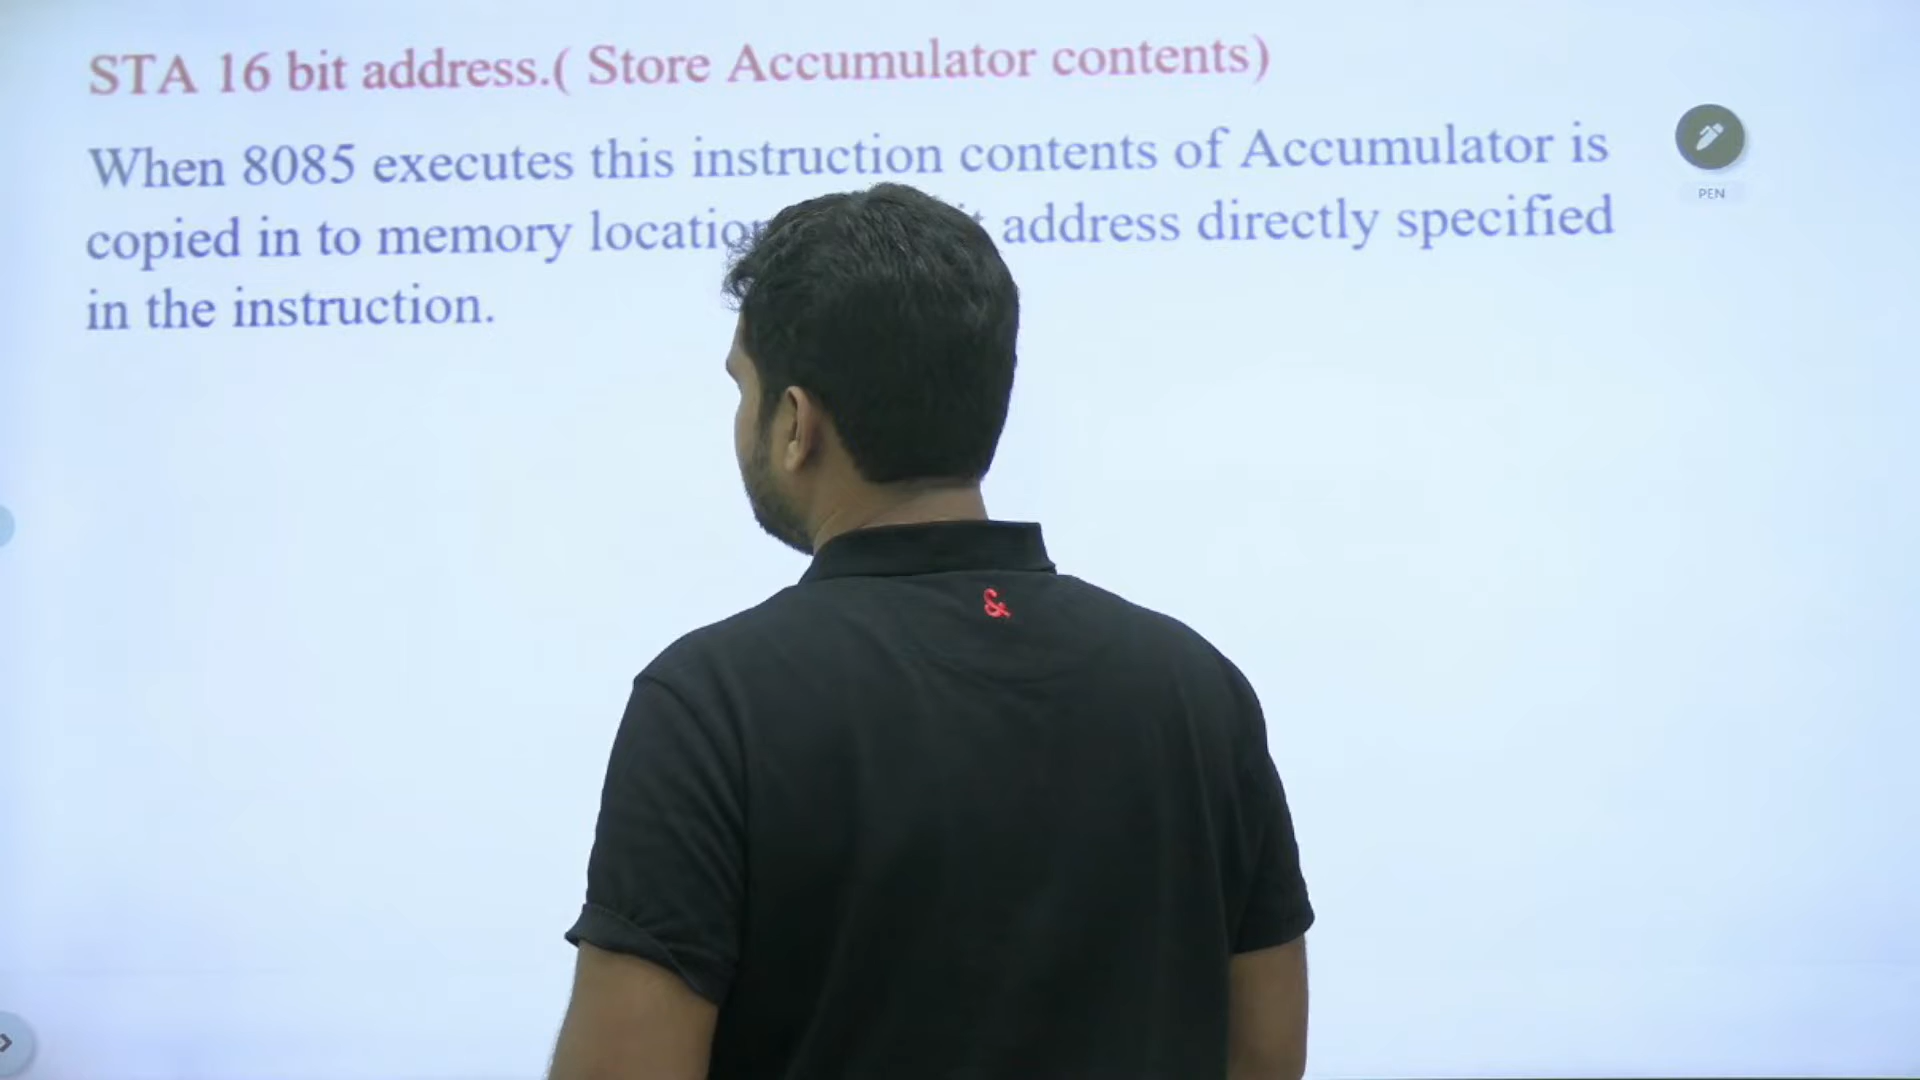 STA 16 bit address.( Store Accumulator contents)
When 8085 executes this instruction contents of Accumulator is
copied in to memory address directly specified
in the instruction.
PEN
&